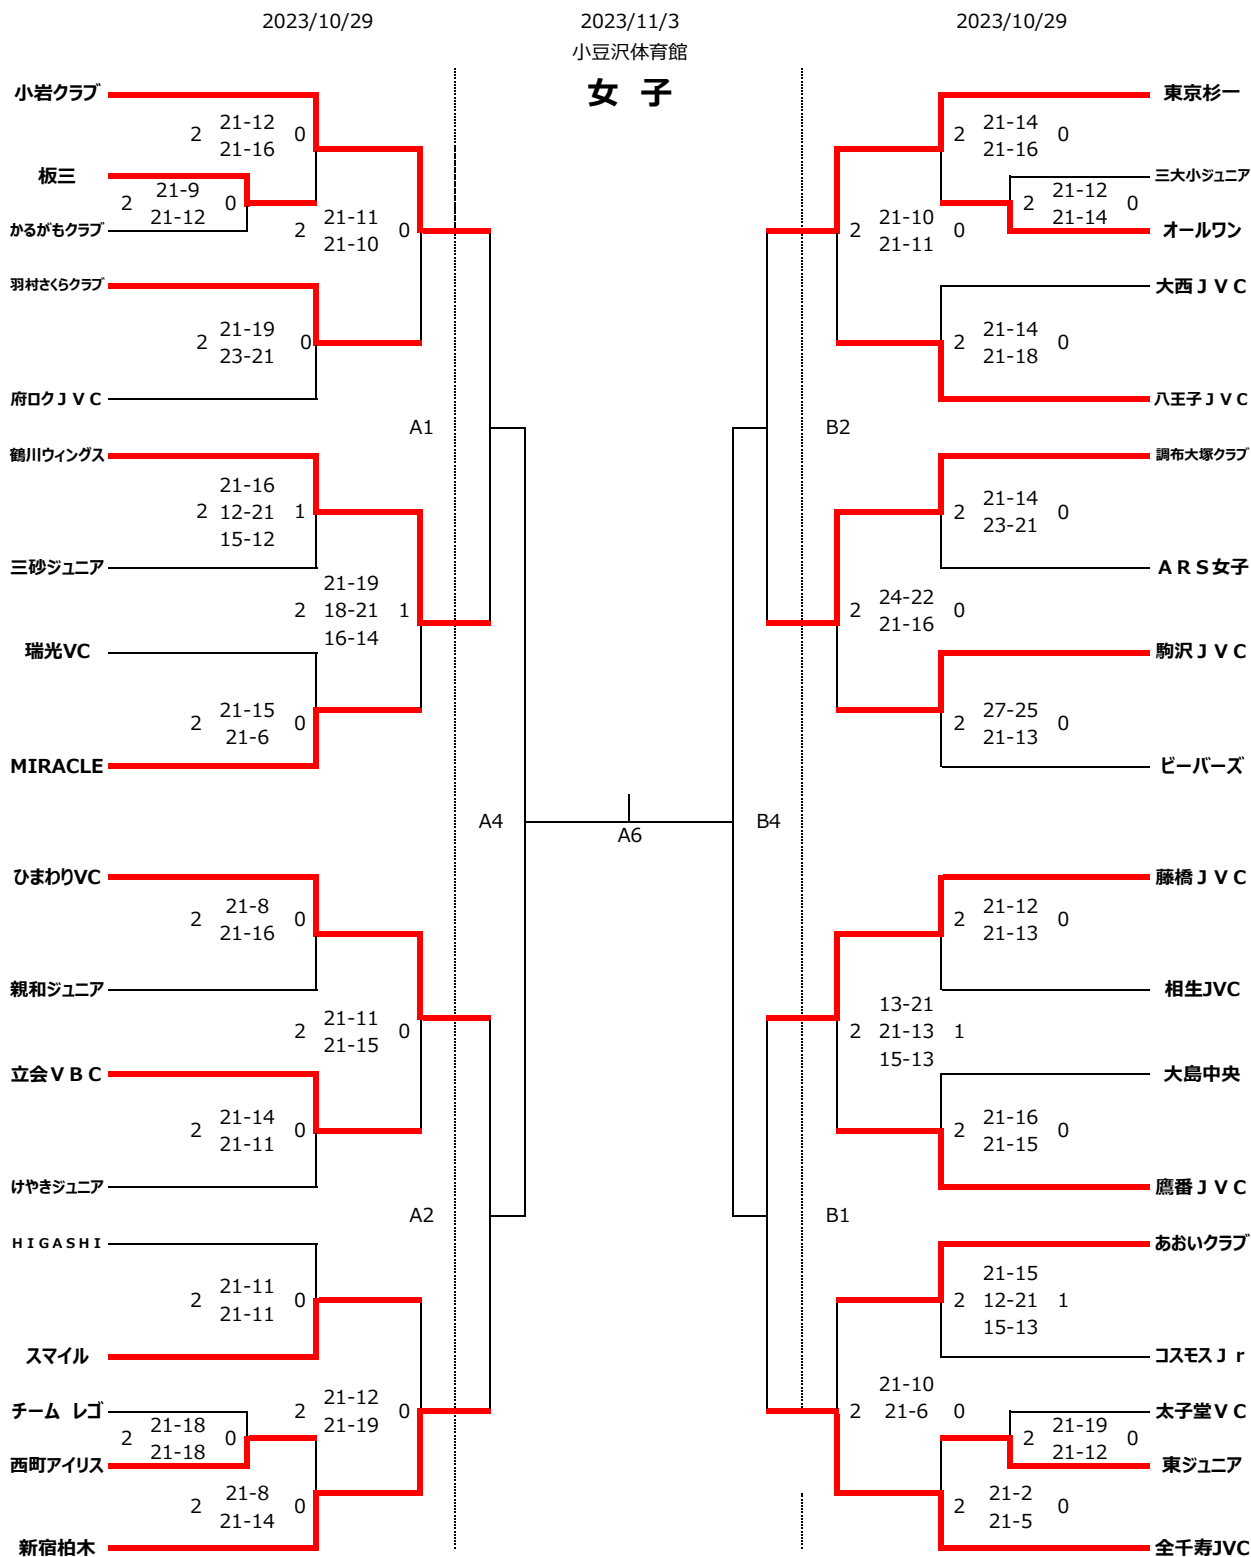 2023/10/29
2023/11/3
2023/10/29
小豆沢体育館
女 子
小岩クラブ
2 21-12 0
21-16
板三
2 21-9 0
21-12
かるがもクラブ
2 21-11 0
21-10
羽村さくらクラブ
2 21-19 0
23-21
府ロクＪＶＣ
A1
鶴川ウィングス
21-16
2 12-21 1
15-12
三砂ジュニア
21-19
2 18-21 1
16-14
瑞光VC
2 21-15 0
21-6
MIRACLE
A4
A6
ひまわりVC
2 21-8 0
21-16
親和ジュニア
2 21-11 0
21-15
立会ＶＢＣ
2 21-14 0
21-11
けやきジュニア
A2
ＨＩＧＡＳＨＩ
2 21-11 0
21-11
スマイル
2 21-12 0
21-19
チーム レゴ
2 21-18 0
21-18
西町アイリス
2 21-8 0
21-14
新宿柏木
東京杉一
2 21-14 0
21-16
三大小ジュニア
2 21-12 0
21-14
オールワン
2 21-10 0
21-11
大西ＪＶＣ
2 21-14 0
21-18
八王子ＪＶＣ
B2
調布大塚クラブ
2 21-14 0
23-21
ＡＲＳ女子
2 24-22 0
21-16
駒沢ＪＶＣ
2 27-25 0
21-13
ビーバーズ
B4
藤橋ＪＶＣ
2 21-12 0
21-13
相生JVC
13-21
2 21-13 1
15-13
大島中央
2 21-16 0
21-15
鷹番ＪＶＣ
B1
あおいクラブ
21-15
2 12-21 1
15-13
コスモスＪｒ
21-10
2 21-6 0
太子堂ＶＣ
2 21-19 0
21-12
東ジュニア
2 21-2 0
21-5
全千寿JVC